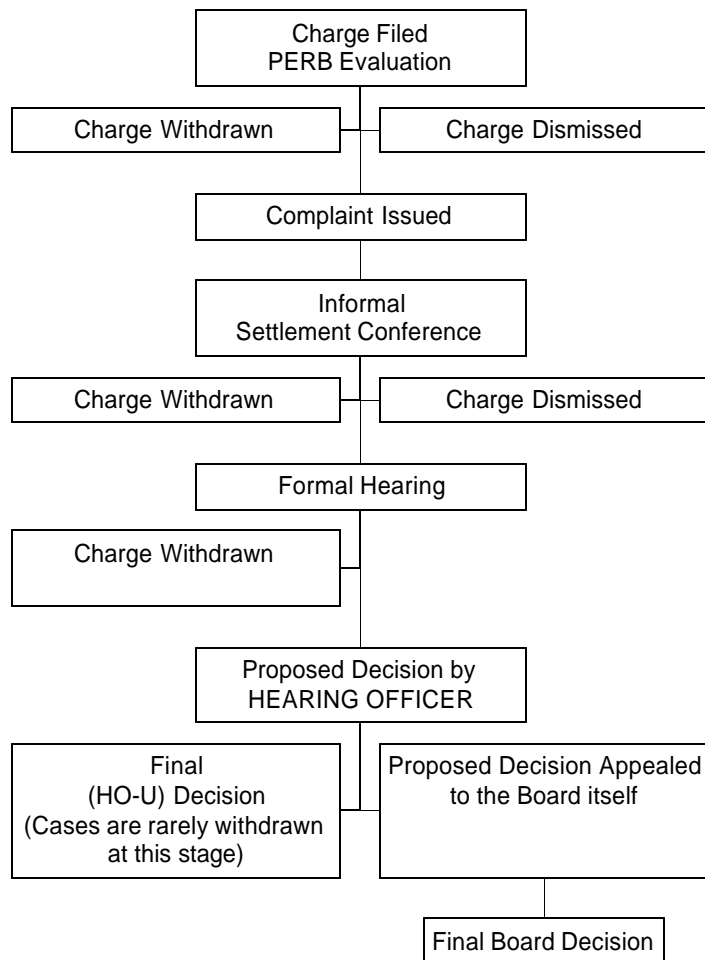 Charge Filed
PERB Evaluation
Charge Withdrawn
Charge Dismissed
Complaint Issued
Informal
Settlement Conference
Charge Withdrawn
Charge Dismissed
Formal Hearing
Charge Withdrawn
Proposed Decision by
HEARING OFFICER
Final
(HO-U) Decision
(Cases are rarely withdrawn
at this stage)
Proposed Decision Appealed
to the Board itself
Final Board Decision